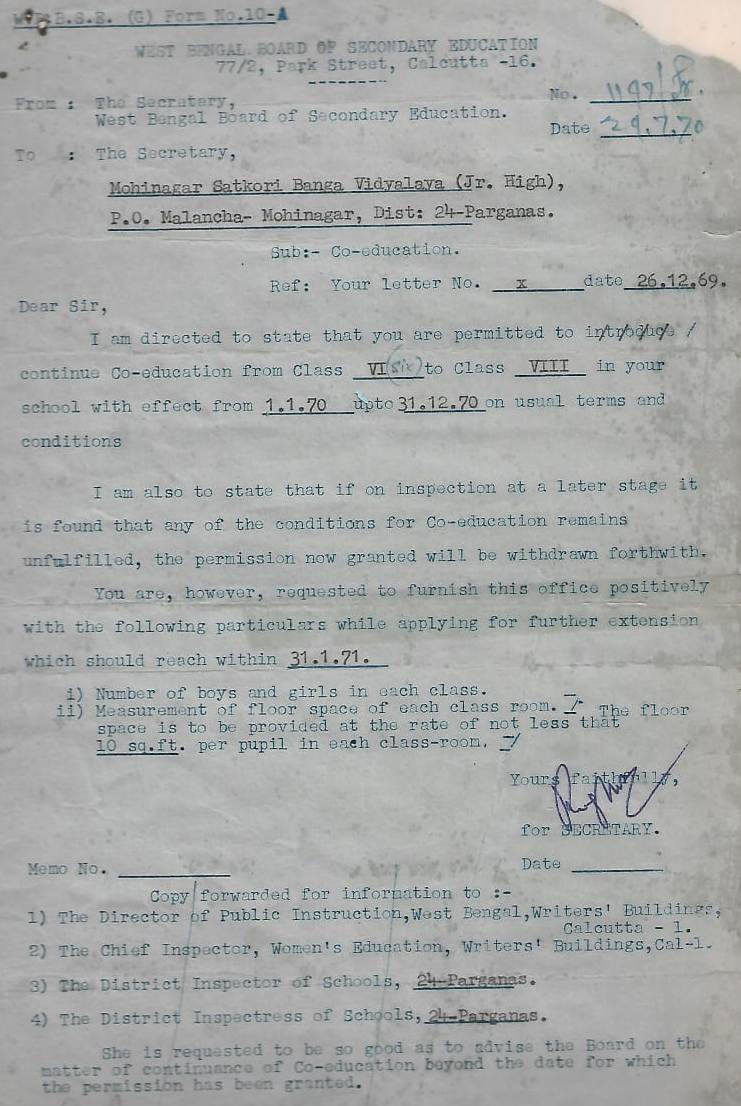 W.B.B.S.E. (G) Form No.10-A
WEST BENGAL BOARD OF SECONDARY EDUCATION
77/2, Park Street, Calcutta -16.
No. 1197/Gr.
From : The Secretary,
West Bengal Board of Secondary Education.
Date 29.7.70
To : The Secretary,
Mohinagar Satkori Banga Vidyalaya (Jr. High),
P.O. Malancha- Mohinagar, Dist: 24-Parganas.
Sub:- Co-education.
Ref: Your letter No. x date 26.12.69.
Dear Sir,
I am directed to state that you are permitted to introduce /
continue Co-education from Class VI (Six) to Class VIII in your
school with effect from 1.1.70 upto 31.12.70 on usual terms and
conditions
I am also to state that if on inspection at a later stage it
is found that any of the conditions for Co-education remains
unfulfilled, the permission now granted will be withdrawn forthwith.
You are, however, requested to furnish this office positively
with the following particulars while applying for further extension
which should reach within 31.1.71.
i) Number of boys and girls in each class.
ii) Measurement of floor space of each class room. / The floor
space is to be provided at the rate of not less that
10 sq.ft. per pupil in each class-room. /
Yours faithfully,
for SECRETARY.
Memo No.
Date
Copy forwarded for information to :-
1) The Director of Public Instruction,West Bengal,Writers' Buildings,
Calcutta - 1.
2) The Chief Inspector, Women's Education, Writers' Buildings,Cal-1.
3) The District Inspector of Schools, 24-Parganas.
4) The District Inspectress of Schools, 24-Parganas.
She is requested to be so good as to advise the Board on the
matter of continuance of Co-education beyond the date for which
the permission has been granted.